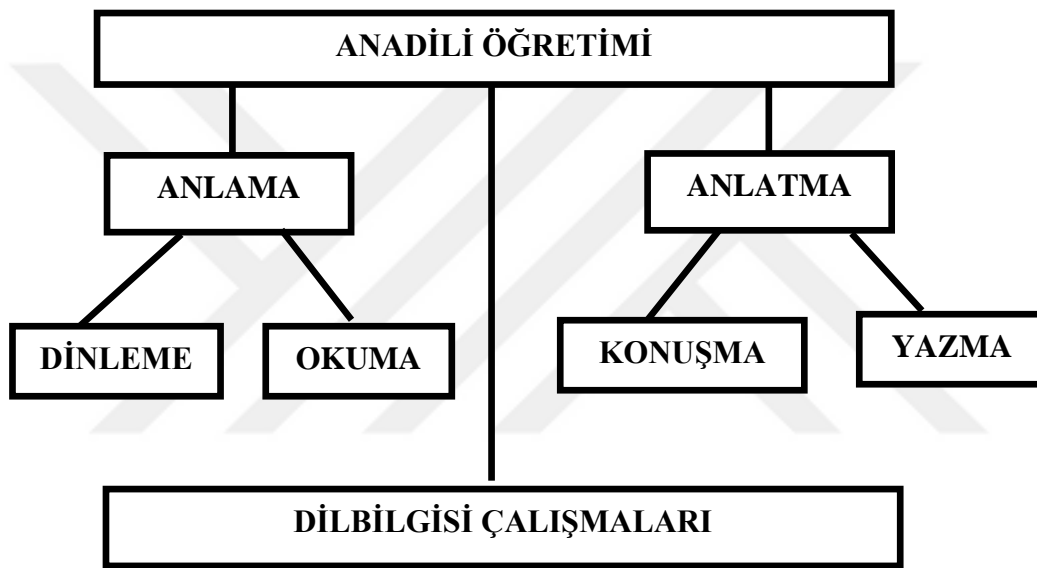 ANADİLİ ÖĞRETİMİ
ANLAMA
ANLATMA
DİNLEME
OKUMA
KONUŞMA
YAZMA
DİLBİLGİSİ ÇALIŞMALARI